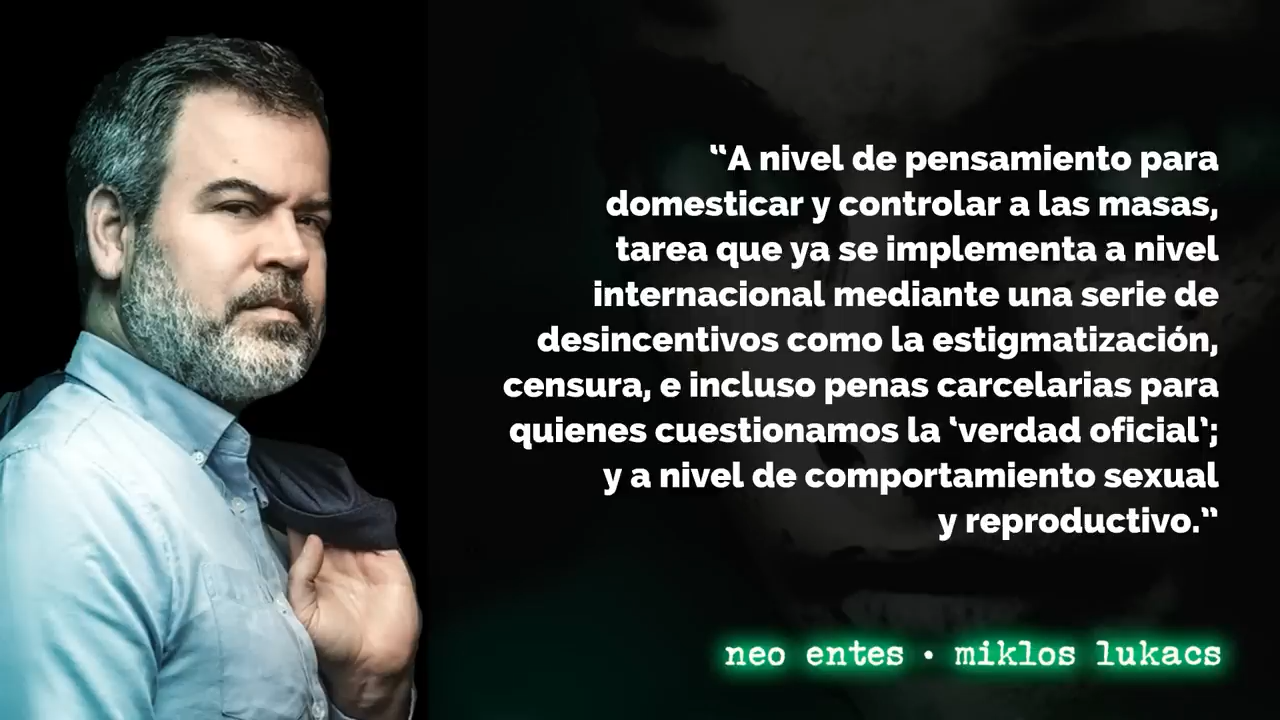 “A nivel de pensamiento para
domesticar y controlar a las masas,
tarea que ya se implementa a nivel
internacional mediante una serie de
desincentivos como la estigmatización,
censura, e incluso penas carcelarias para
quienes cuestionamos la ‘verdad oficial’;
y a nivel de comportamiento sexual
y reproductivo.”
neo entes · miklos lukacs